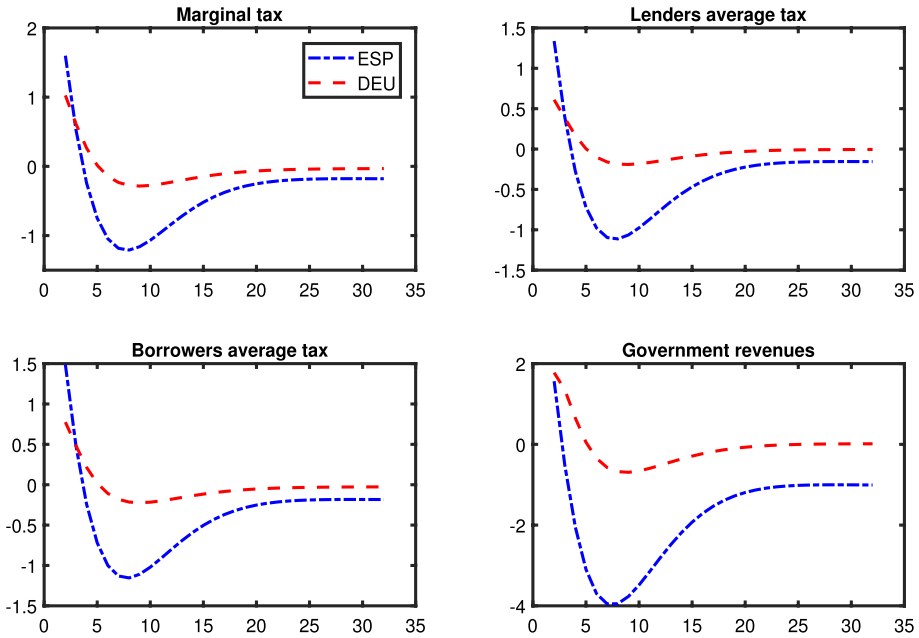 Marginal tax
2
1
0
-1
0 5 10 15 20 25 30 35
ESP
DEU
Lenders average tax
1.5
1
0.5
0
-0.5
-1
-1.5
0 5 10 15 20 25 30 35
Borrowers average tax
1.5
1
0.5
0
-0.5
-1
-1.5
0 5 10 15 20 25 30 35
Government revenues
2
0
-2
-4
0 5 10 15 20 25 30 35